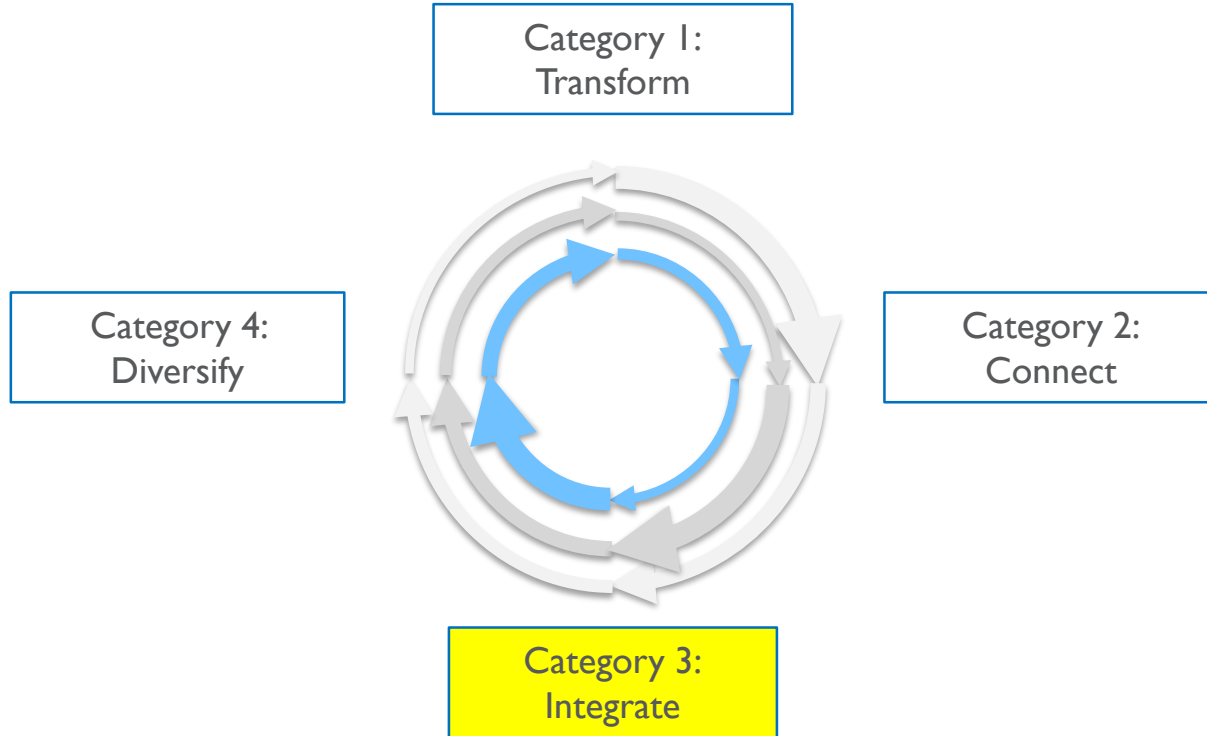 Category 1:
Transform
Category 4:
Diversify
Category 2:
Connect
Category 3:
Integrate